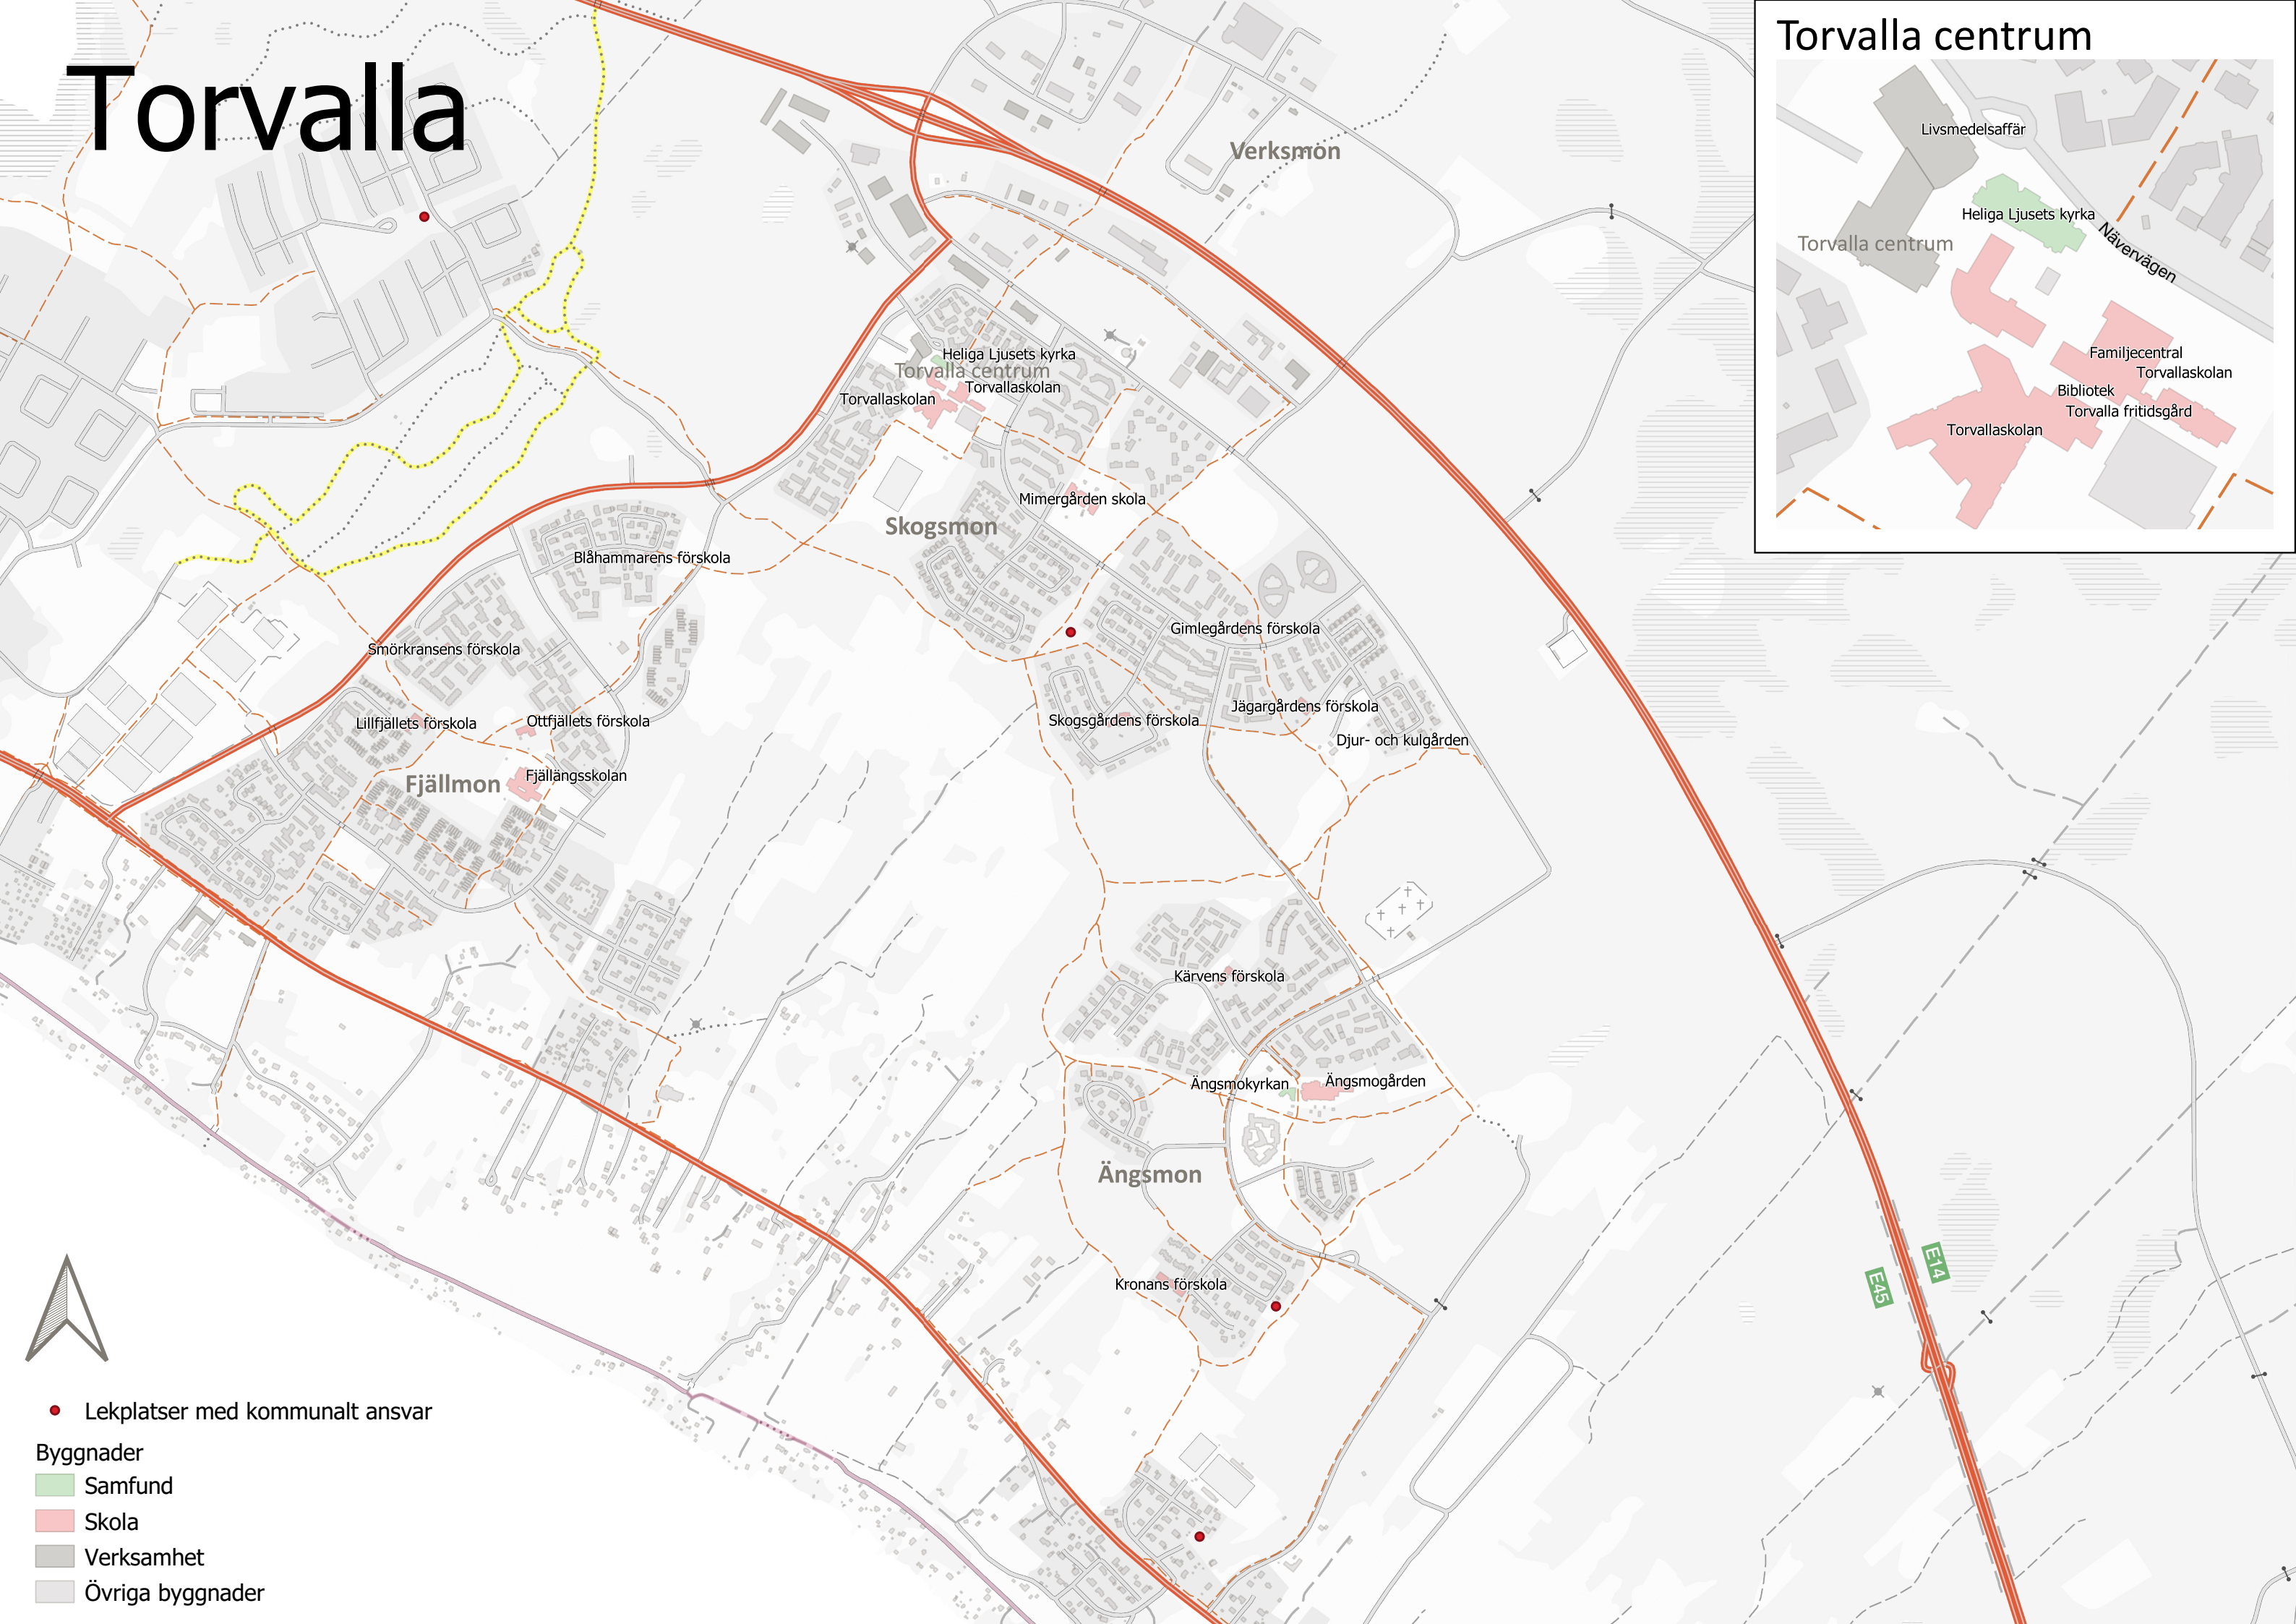 Torvalla
Torvalla centrum
Livsmedelsaffär
Heliga Ljusets kyrka
Torvalla centrum
Nävervägen
Familjecentral
Torvallaskolan
Bibliotek
Torvalla fritidsgård
Torvallaskolan
Verksmon
Heliga Ljusets kyrka
Torvalla centrum
Torvallaskolan
Torvallaskolan
Mimergården skola
Skogsmon
Blåhammarens förskola
Gimlegårdens förskola
Smörkransens förskola
Jägargårdens förskola
Skogsgårdens förskola
Lillfjällets förskola
Ottfjällets förskola
Djur- och kulgården
Fjällängsskolan
Fjällmon
Kärvens förskola
Ängsmokyrkan
Ängsmogården
Ängsmon
E14
E45
Kronans förskola
Lekplatser med kommunalt ansvar
Byggnader
Samfund
Skola
Verksamhet
Övriga byggnader